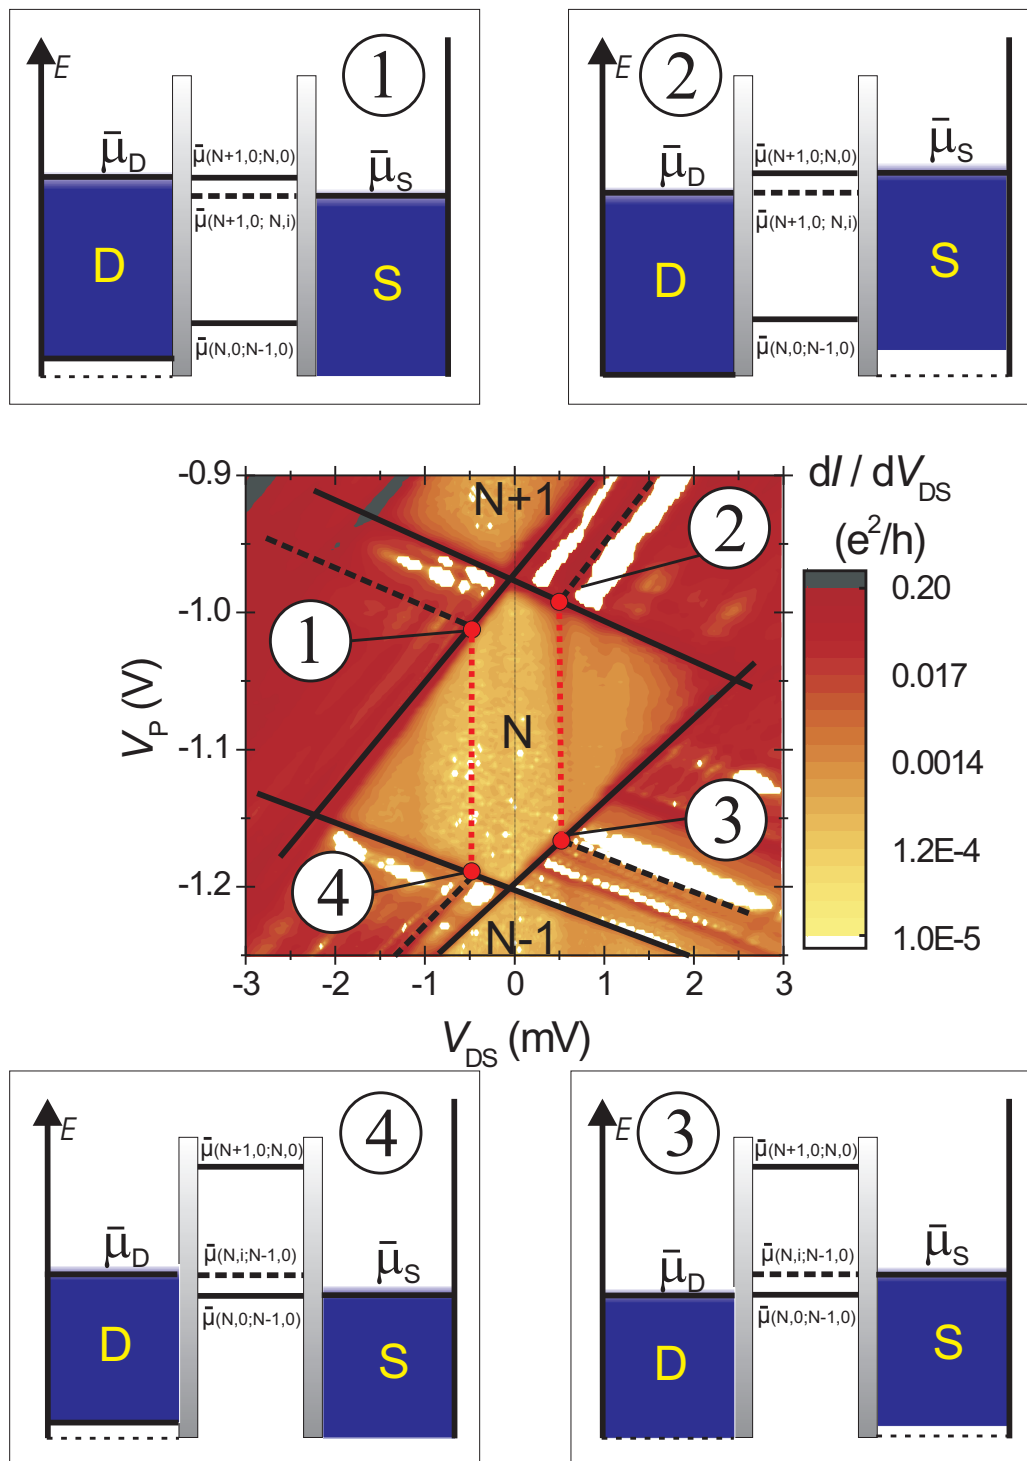 1
E
μ̄D
μ̄(N+1,0;N,0)
μ̄S
μ̄(N+1,0; N,i)
D
S
μ̄(N,0;N-1,0)
2
E
μ̄D
μ̄(N+1,0;N,0)
μ̄S
μ̄(N+1,0; N,i)
D
S
μ̄(N,0;N-1,0)
dI / dVDS
(e²/h)
-0.9
-1.0
-1.1
-1.2
VP (V)
N+1
2
1
N
3
4
N-1
0.20
0.017
0.0014
1.2E-4
1.0E-5
-3 -2 -1 0 1 2 3
VDS (mV)
4
E
μ̄(N+1,0;N,0)
μ̄D
μ̄(N,i;N-1,0)
μ̄S
μ̄(N,0;N-1,0)
D
S
3
E
μ̄(N+1,0;N,0)
μ̄D
μ̄(N,i;N-1,0)
μ̄S
μ̄(N,0;N-1,0)
D
S